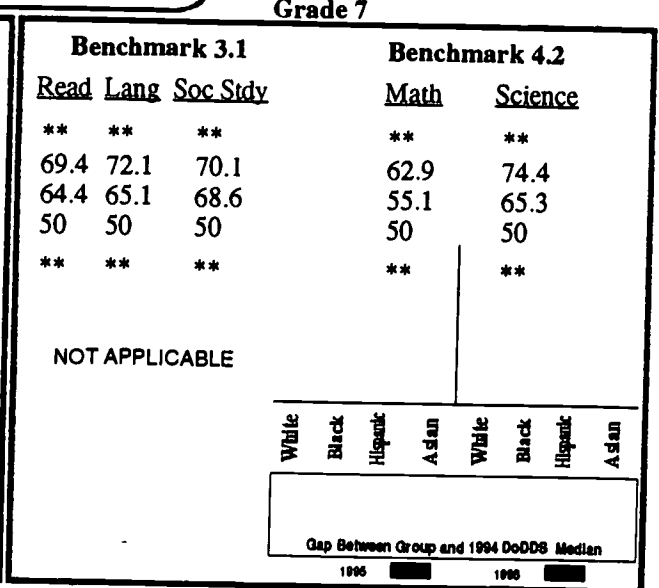 Grade 7
Benchmark 3.1 Benchmark 4.2
Read Lang Soc Stdy Math Science
** ** ** ** **
69.4 72.1 70.1 62.9 74.4
64.4 65.1 68.6 55.1 65.3
50 50 50 50 50
** ** ** ** **
NOT APPLICABLE
White Black Hispanic Asian White Black Hispanic Asian
Gap Between Group and 1994 DoDDS Median
1995 1996